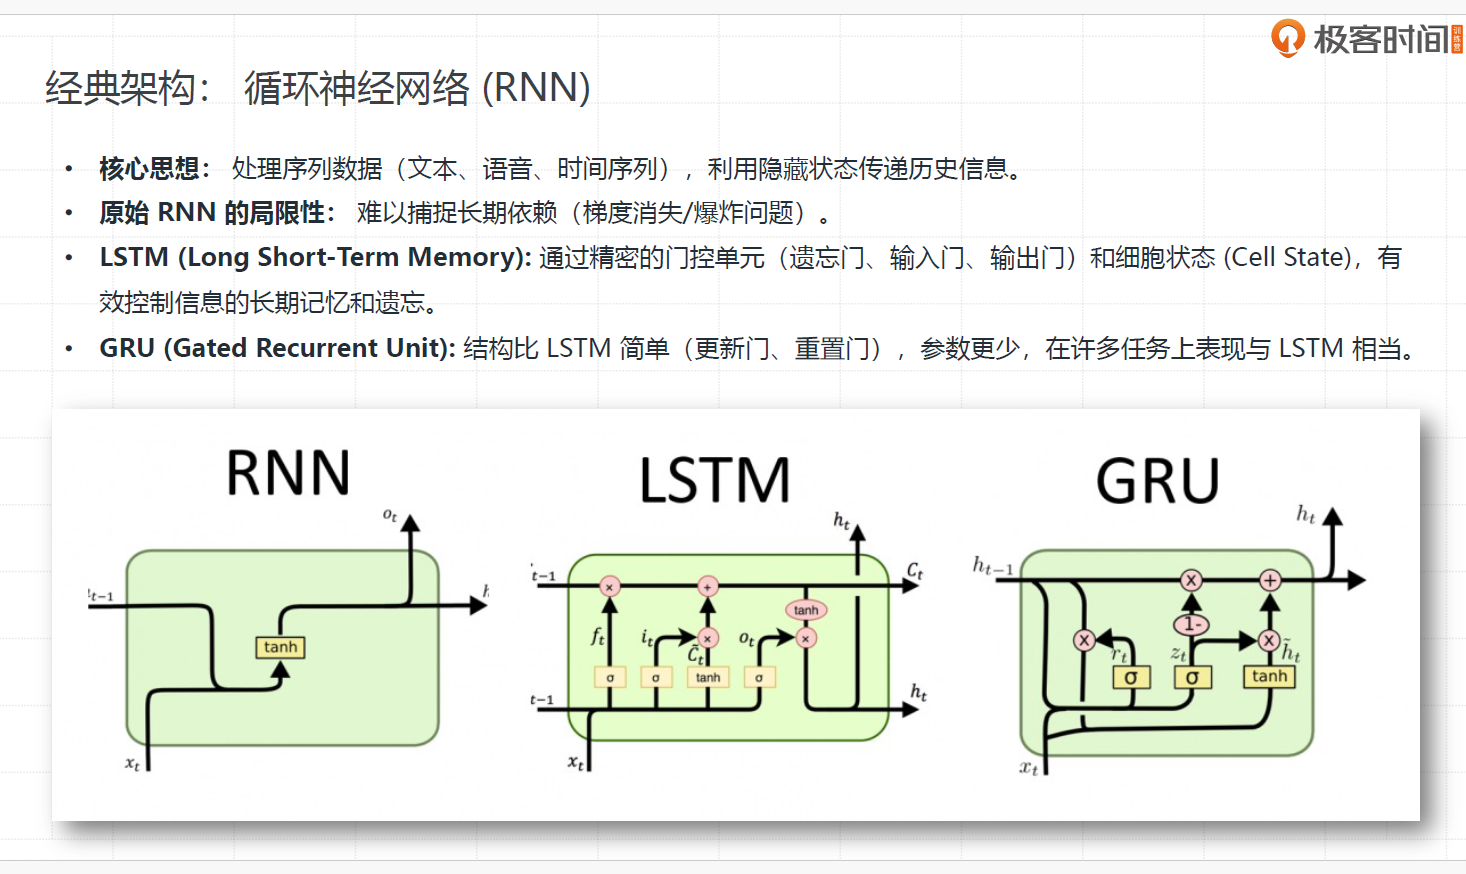 极客时间 训练营
经典架构： 循环神经网络 (RNN)
• 核心思想： 处理序列数据（文本、语音、时间序列），利用隐藏状态传递历史信息。
• 原始 RNN 的局限性： 难以捕捉长期依赖（梯度消失/爆炸问题）。
• LSTM (Long Short-Term Memory): 通过精密的门控单元（遗忘门、输入门、输出门）和细胞状态 (Cell State)，有
效控制信息的长期记忆和遗忘。
• GRU (Gated Recurrent Unit): 结构比 LSTM 简单（更新门、重置门），参数更少，在许多任务上表现与 LSTM 相当。
RNN
o_t
t-1
h
tanh
x_t
LSTM
h_t
t-1
C_t
×
+
tanh
f_t
i_t
×
o_t
×
C̃_t
σ
σ
tanh
σ
t-1
h_t
x_t
GRU
h_t
h_{t-1}
x
+
1-
x
r_t
z_t
x
h̃_t
σ
σ
tanh
x_t